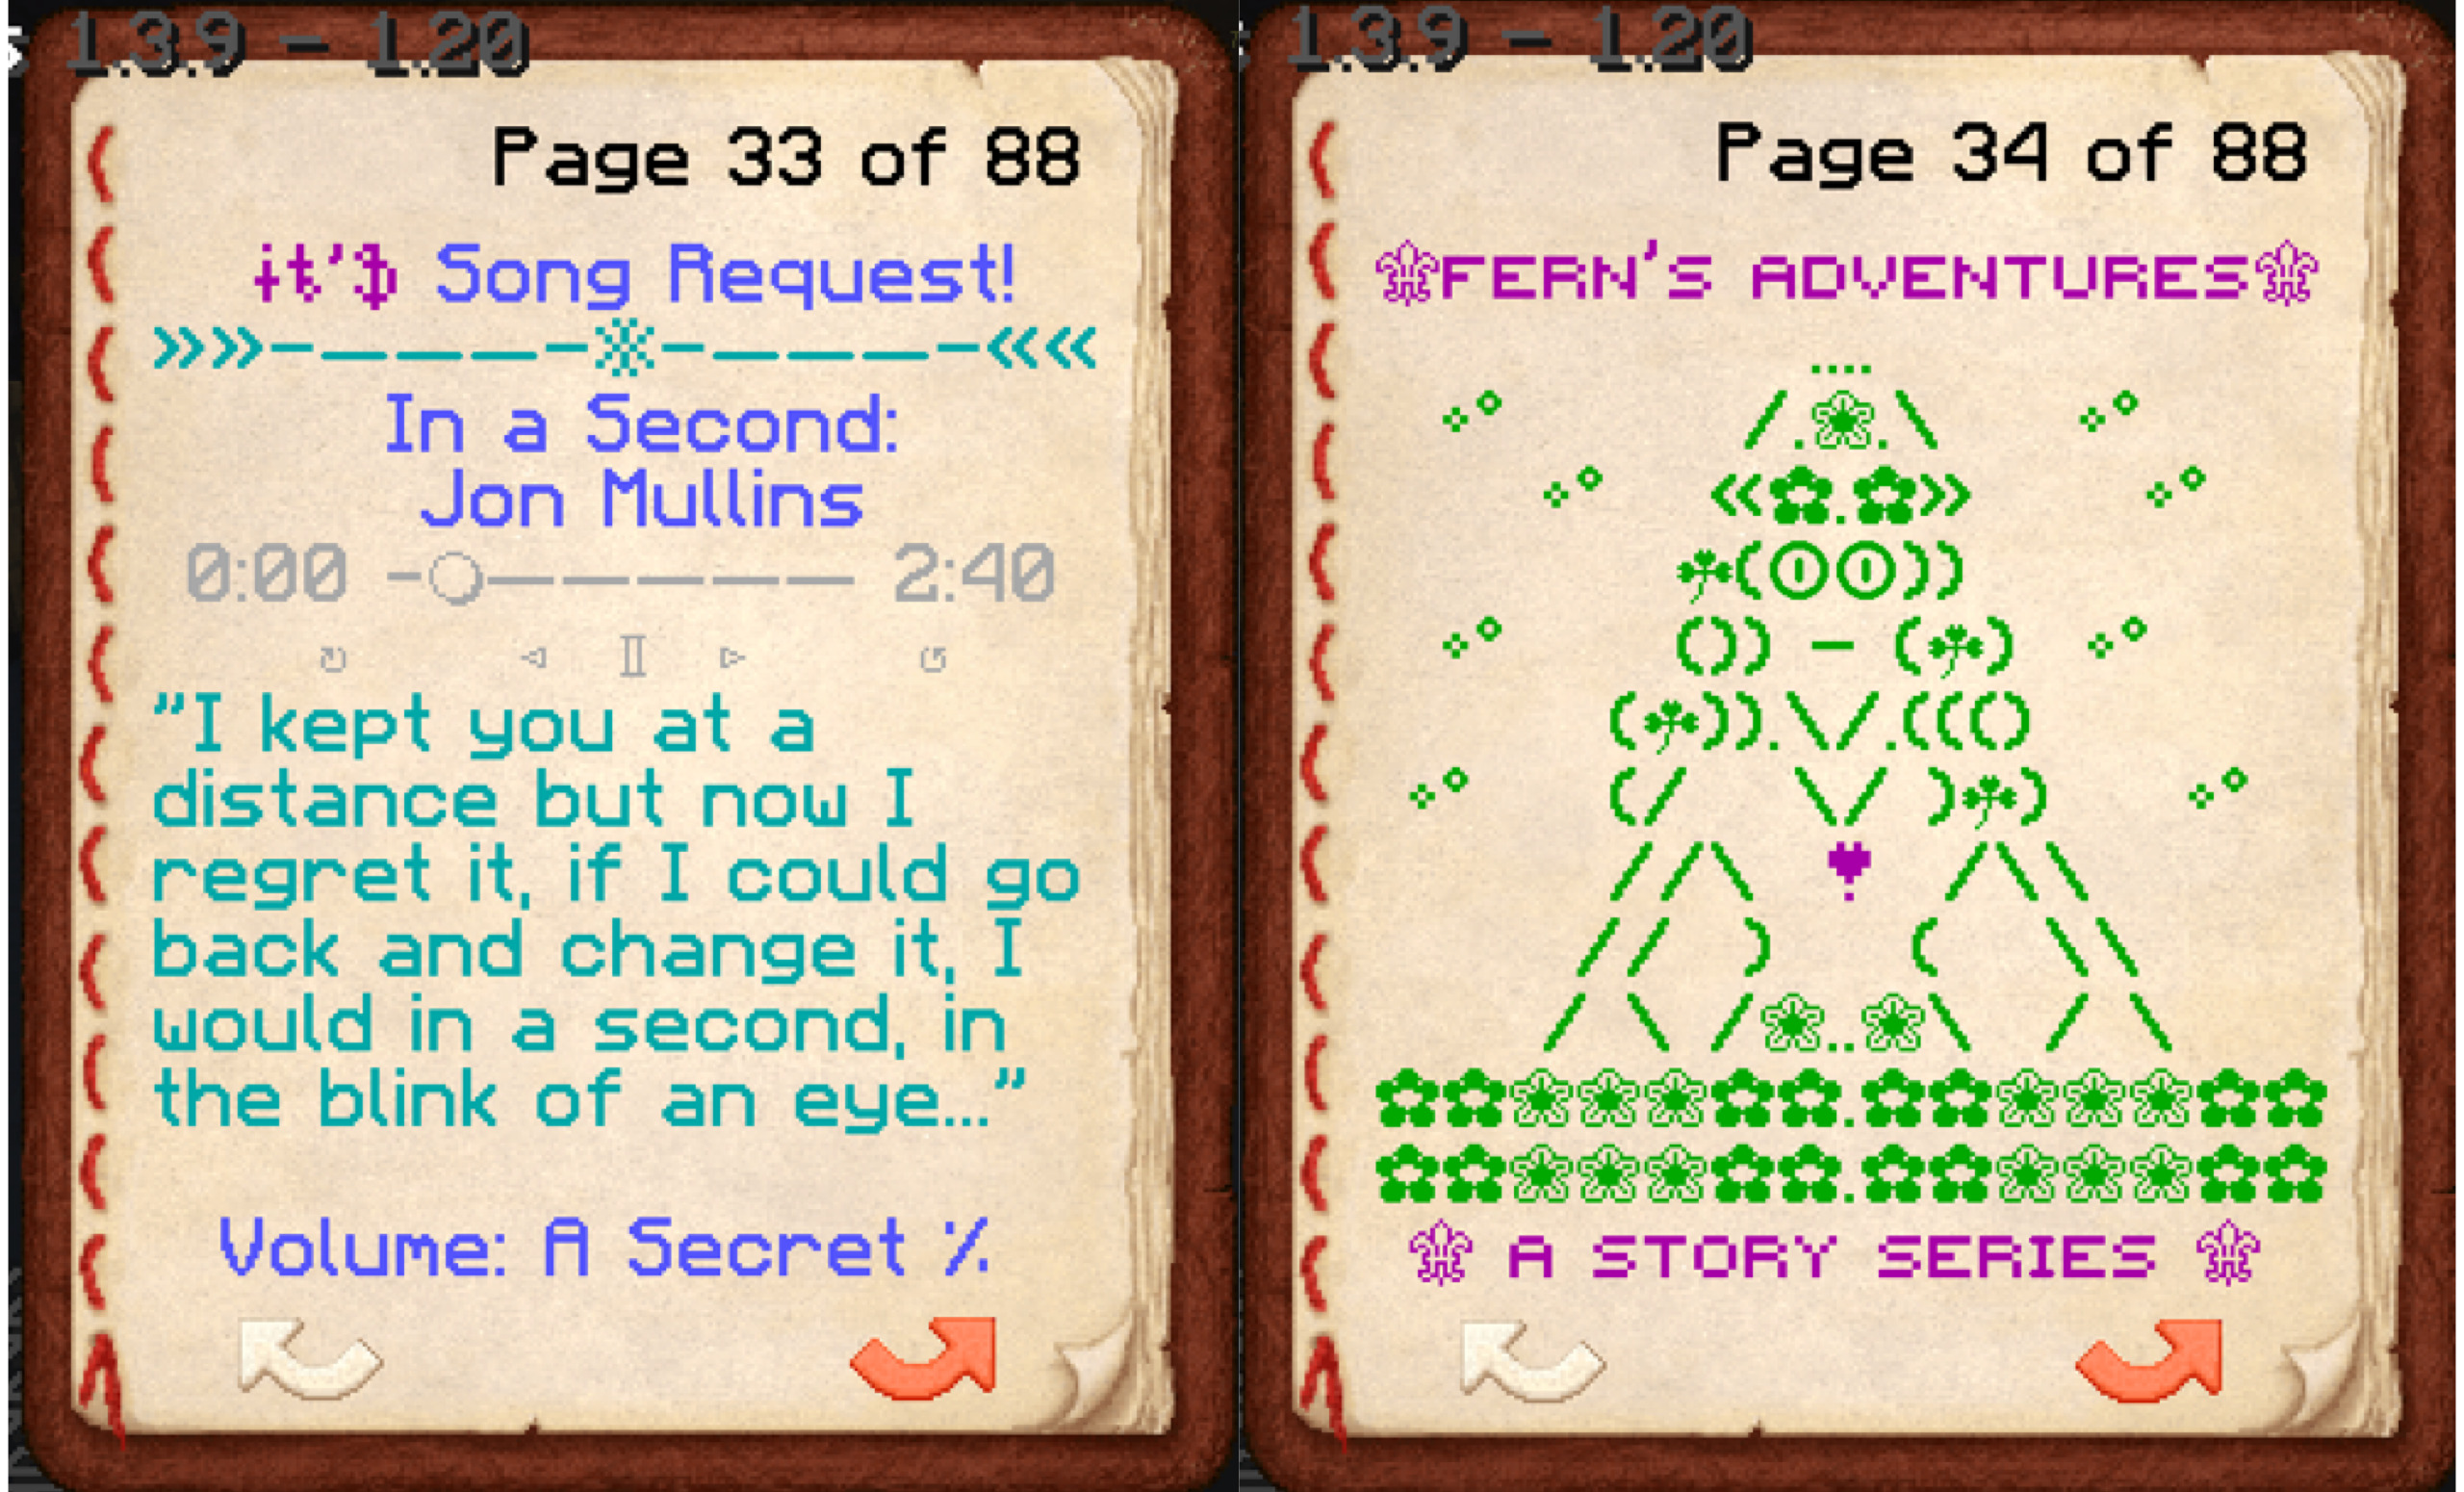 1.3.9 - 1.20
Page 33 of 88
Song Request!
»»-———-※-———-««
In a Second:
Jon Mullins
0:00 -○—————— 2:40
↻ ◁ II ▷ ↺
"I kept you at a
distance but now I
regret it, if I could go
back and change it, I
would in a second, in
the blink of an eye..."
Volume: A Secret %
1.3.9 - 1.20
Page 34 of 88
⚜FERN'S ADVENTURES⚜
....
/.❀.\
«✿.✿»
☘(①①))
()) - (☘)
(☘)).\/.((()
(/ \/ )☘)
//\ ♥ /\\
// ) ( \\
/ \ /❀..❀\ / \
✿✿❀❀❀✿✿.✿✿❀❀❀✿✿
✿✿❀❀❀✿✿.✿✿❀❀❀✿✿
⚜ A STORY SERIES ⚜